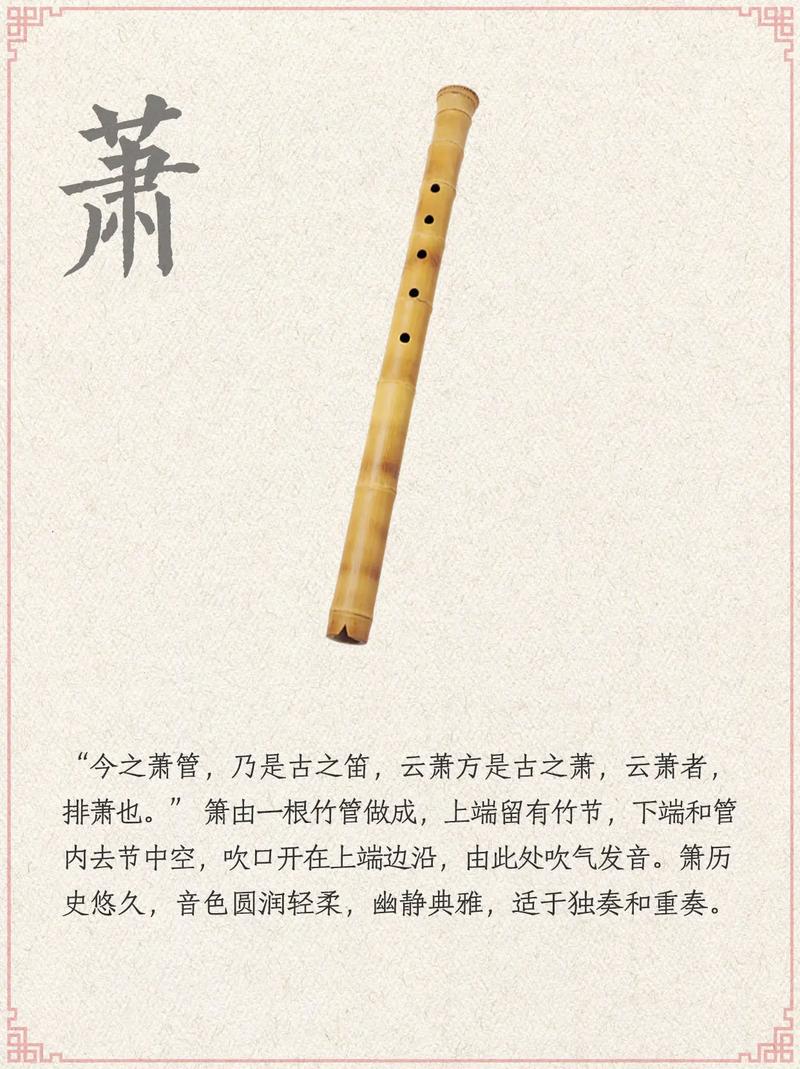 萧
“今之萧管，乃是古之笛，云萧方是古之萧，云萧者，
排萧也。” 箫由一根竹管做成，上端留有竹节，下端和管
内去节中空，吹口开在上端边沿，由此处吹气发音。箫历
史悠久，音色圆润轻柔，幽静典雅，适于独奏和重奏。